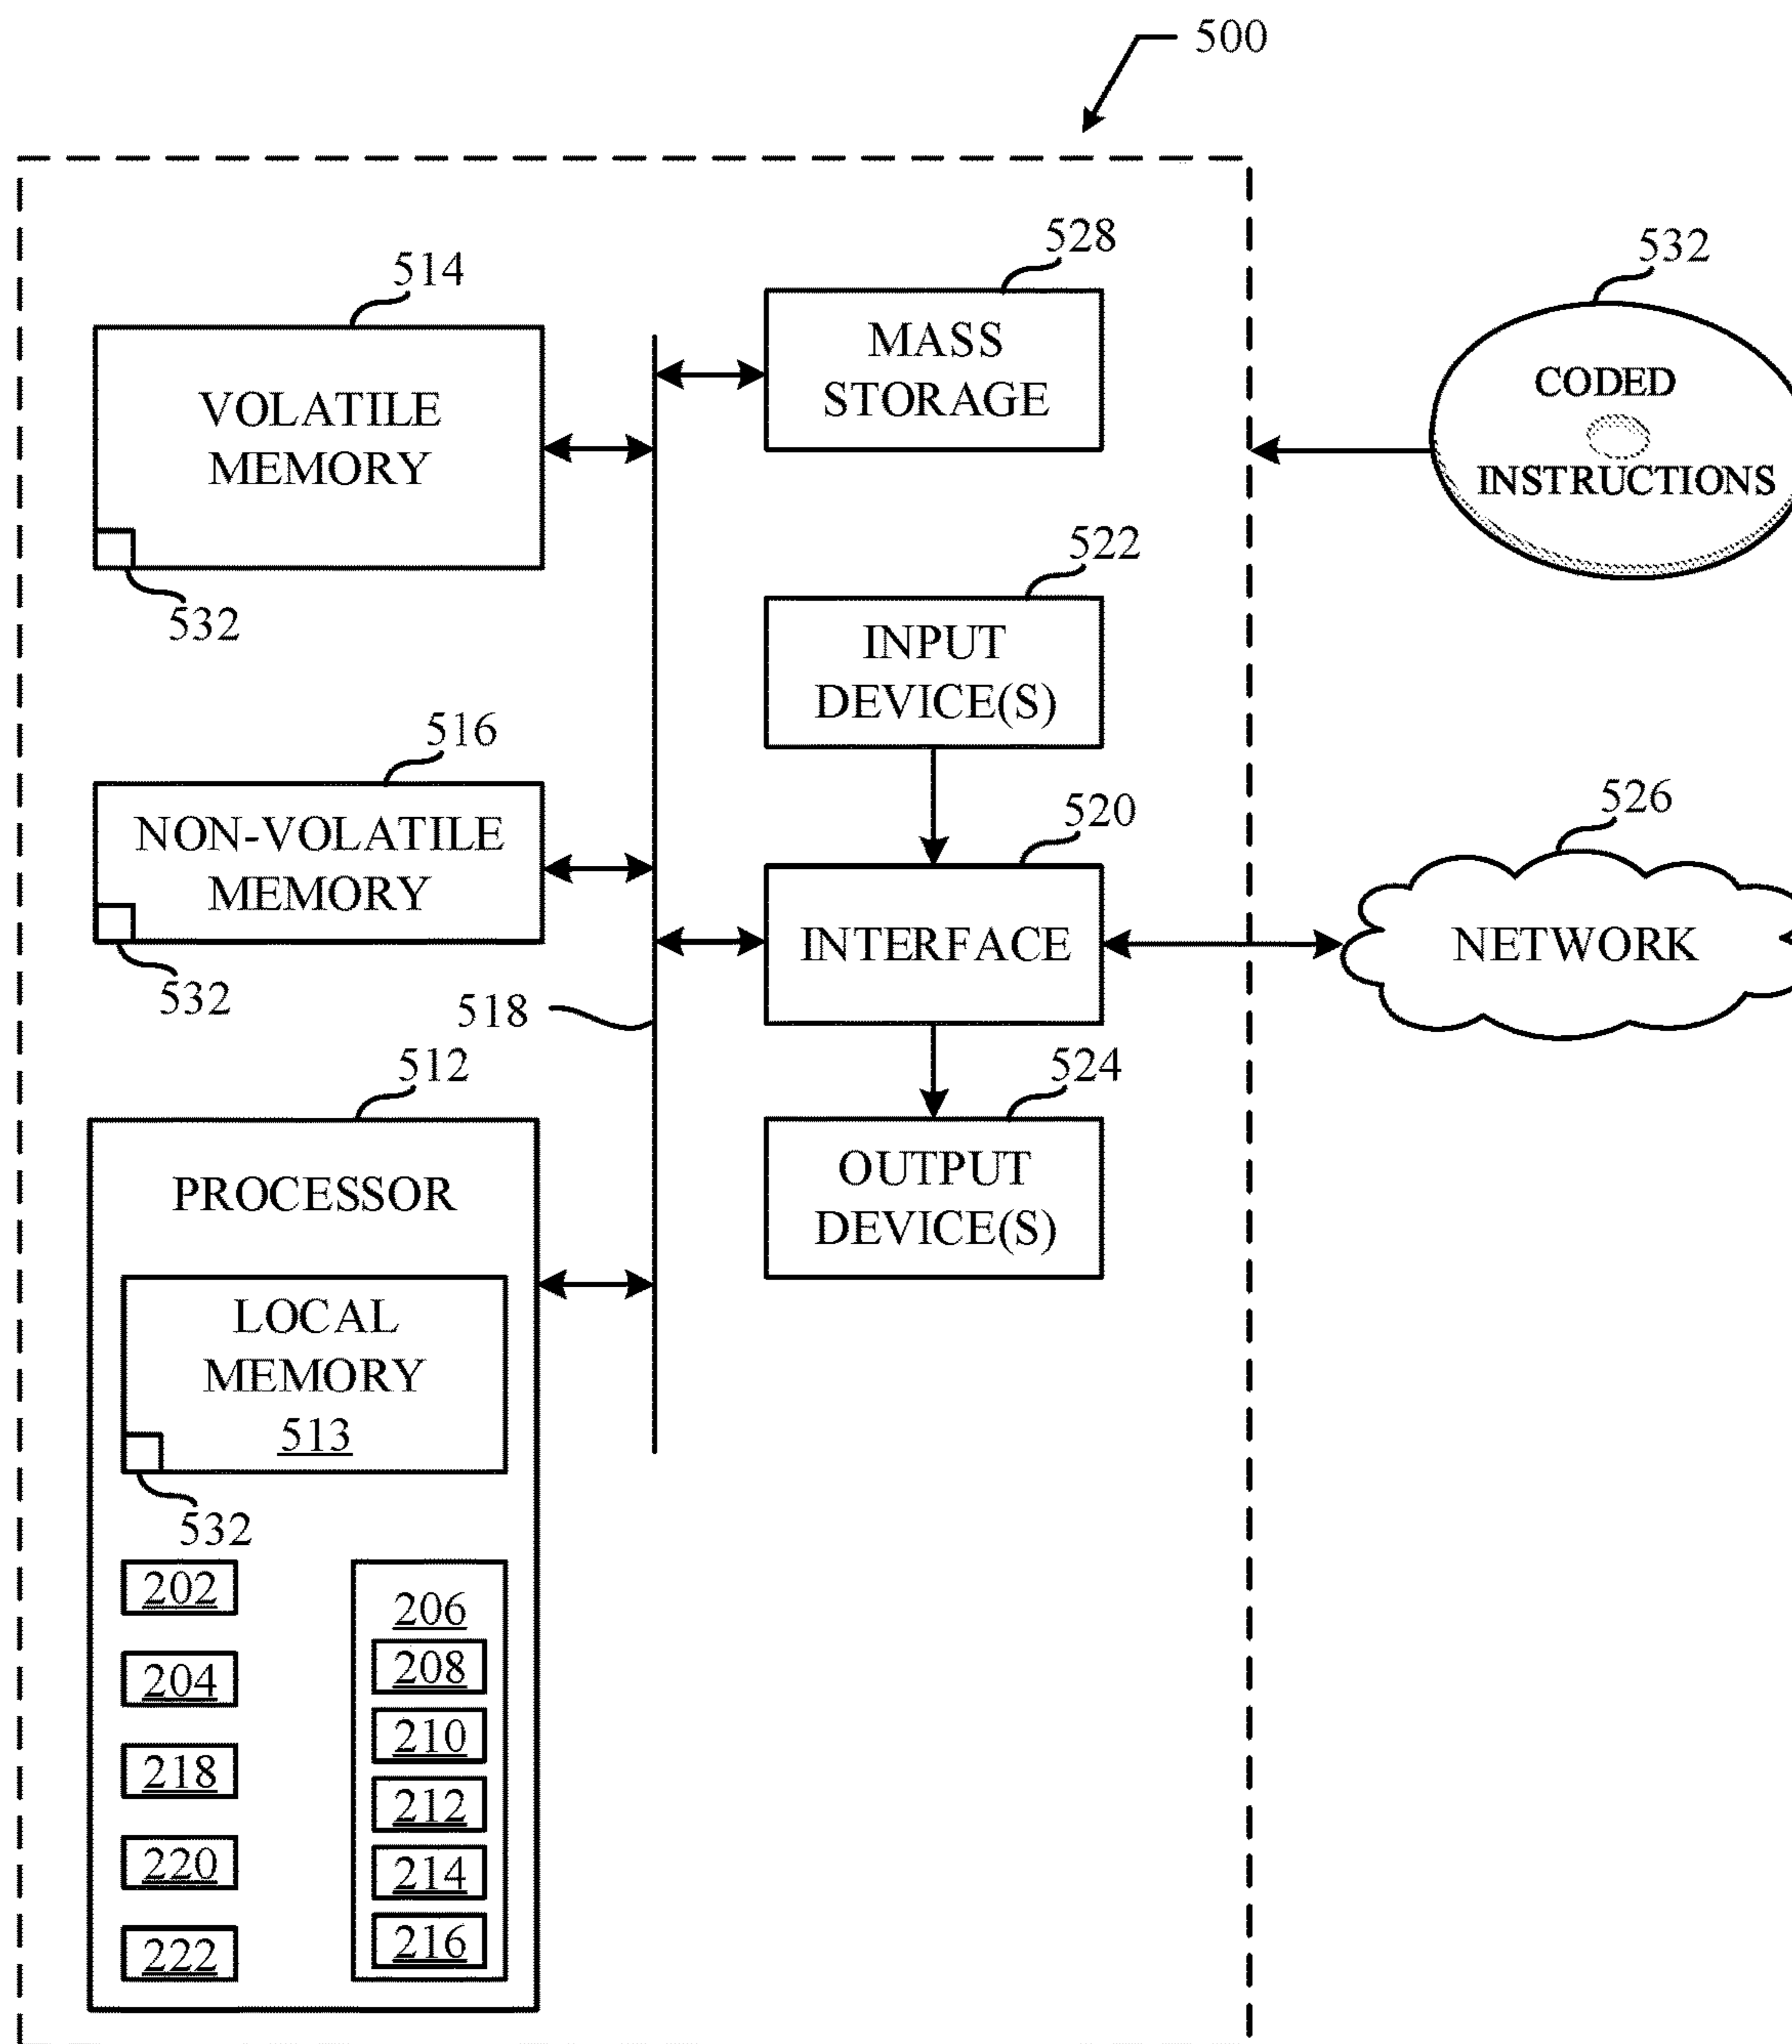 500
514
VOLATILE
MEMORY
532
528
MASS
STORAGE
532
CODED
INSTRUCTIONS
522
INPUT
DEVICE(S)
516
NON-VOLATILE
MEMORY
532
520
INTERFACE
526
NETWORK
518
512
PROCESSOR
524
OUTPUT
DEVICE(S)
LOCAL
MEMORY
513
532
202
204
218
220
222
206
208
210
212
214
216